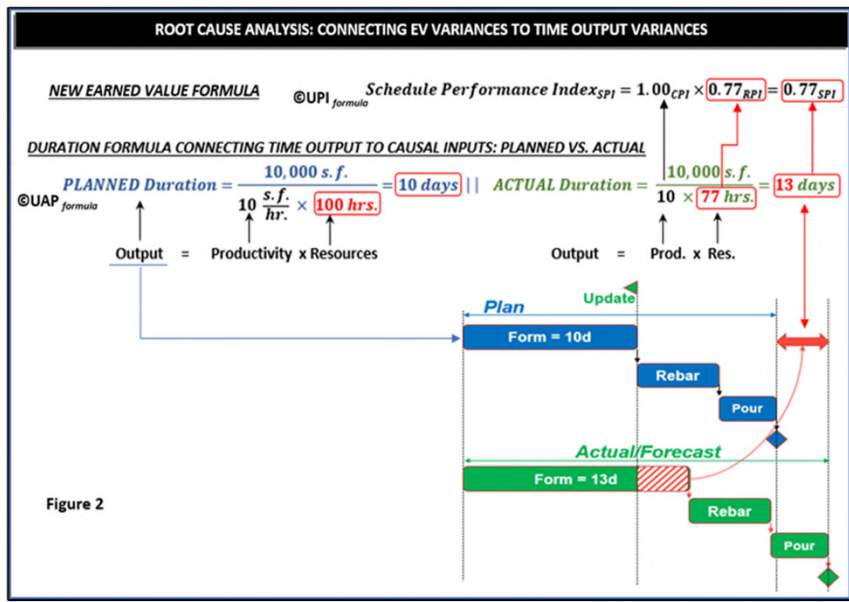 ROOT CAUSE ANALYSIS: CONNECTING EV VARIANCES TO TIME OUTPUT VARIANCES
NEW EARNED VALUE FORMULA
©UPI formula
Schedule Performance Index SPI = 1.00 CPI × 0.77 RPI = 0.77 SPI
DURATION FORMULA CONNECTING TIME OUTPUT TO CAUSAL INPUTS: PLANNED VS. ACTUAL
©UAP formula
PLANNED Duration = 10,000 s.f. / 10 s.f./hr. × 100 hrs. = 10 days ||
ACTUAL Duration = 10,000 s.f. / 10 × 77 hrs. = 13 days
Output = Productivity x Resources
Output = Prod. x Res.
Update
Plan
Form = 10d
Rebar
Pour
Actual/Forecast
Form = 13d
Rebar
Pour
Figure 2